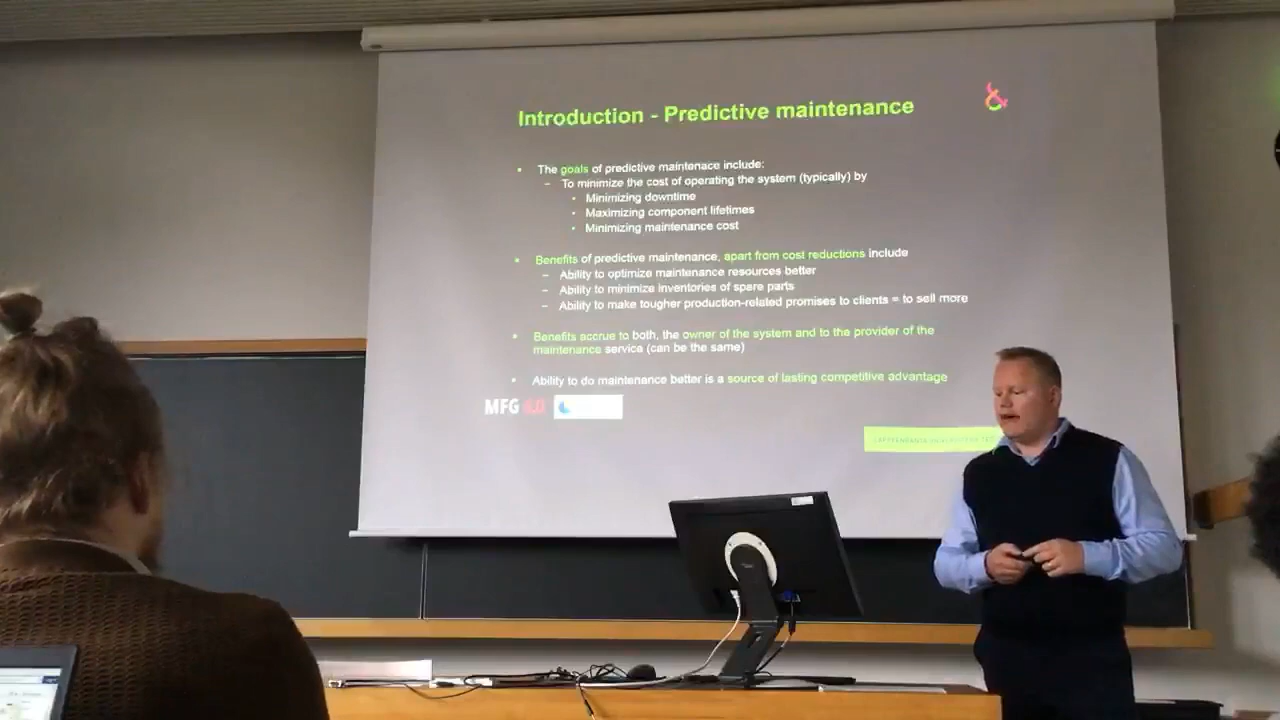 &
Introduction - Predictive maintenance
• The goals of predictive maintenace include:
– To minimize the cost of operating the system (typically) by
• Minimizing downtime
• Maximizing component lifetimes
• Minimizing maintenance cost
• Benefits of predictive maintenance, apart from cost reductions include
– Ability to optimize maintenance resources better
– Ability to minimize inventories of spare parts
– Ability to make tougher production-related promises to clients = to sell more
• Benefits accrue to both, the owner of the system and to the provider of the
maintenance service (can be the same)
• Ability to do maintenance better is a source of lasting competitive advantage
MFG 4.0